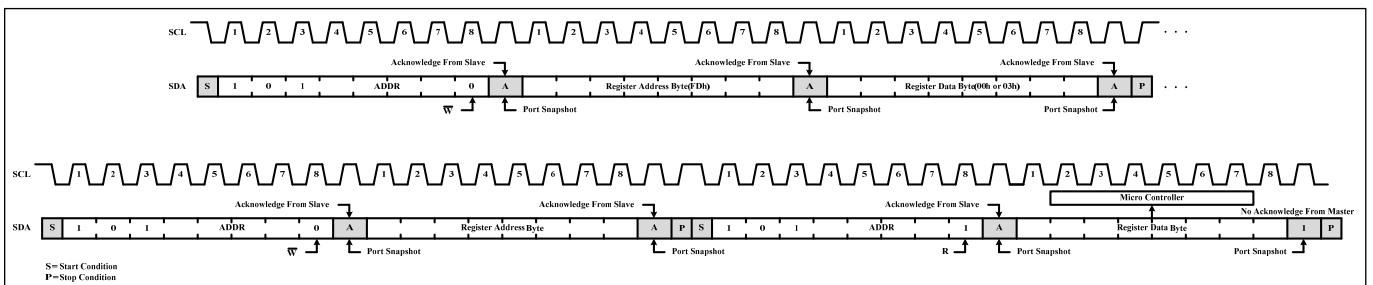 SCL 1 2 3 4 5 6 7 8 1 2 3 4 5 6 7 8 1 2 3 4 5 6 7 8 . . .
Acknowledge From Slave Acknowledge From Slave Acknowledge From Slave
SDA S 1 0 1 ADDR 0 A Register Address Byte(FDh) A Register Data Byte(00h or 03h) A P . . .
W Port Snapshot Port Snapshot Port Snapshot
SCL 1 2 3 4 5 6 7 8 1 2 3 4 5 6 7 8 1 2 3 4 5 6 7 8 1 2 3 4 5 6 7 8
Micro Controller
Acknowledge From Slave Acknowledge From Slave Acknowledge From Slave No Acknowledge From Master
SDA S 1 0 1 ADDR 0 A Register Address Byte A P S 1 0 1 ADDR 1 A Register Data Byte 1 P
W Port Snapshot Port Snapshot R Port Snapshot Port Snapshot
S=Start Condition
P=Stop Condition